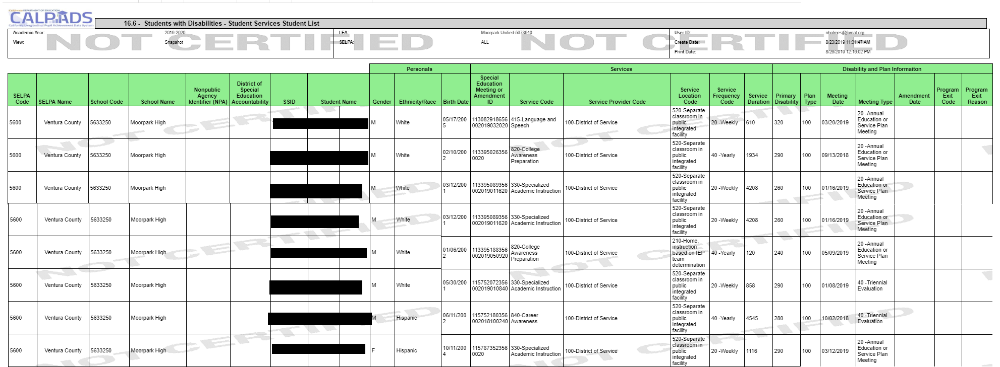 California DEPARTMENT OF EDUCATION
CALPADS
California Longitudinal Pupil Achievement Data System
16.6 - Students with Disabilities - Student Services Student List
Academic Year: 2019-2020 LEA: Moorpark Unified-5673940 User ID: nholmes@fcmat.org
View: Snapshot SELPA: ALL Create Date: 8/23/2019 11:31:47 AM
Print Date: 8/26/2019 12:16:02 PM
NOT CERTIFIED NOT CERTIFIED
Personals Services Disability and Plan Informaiton
SELPA Code SELPA Name School Code School Name Nonpublic Agency Identifier (NPA) District of Special Education Accountability SSID Student Name Gender Ethnicity/Race Birth Date Special Education Meeting or Amendment ID Service Code Service Provider Code Service Location Code Service Frequency Code Service Duration Primary Disability Plan Type Meeting Date Meeting Type Amendment Date Program Exit Code Program Exit Reason
5600 Ventura County 5633250 Moorpark High M White 05/17/2005 113082918656002019032020 415-Language and Speech 100-District of Service 520-Separate classroom in public integrated facility 20 -Weekly 610 320 100 03/20/2019 20 -Annual Education or Service Plan Meeting
5600 Ventura County 5633250 Moorpark High M White 02/10/2002 1133950263560020 820-College Awareness Preparation 100-District of Service 520-Separate classroom in public integrated facility 40 -Yearly 1934 290 100 09/13/2018 20 -Annual Education or Service Plan Meeting
5600 Ventura County 5633250 Moorpark High M White 03/12/2001 113395089356002019011620 330-Specialized Academic Instruction 100-District of Service 520-Separate classroom in public integrated facility 20 -Weekly 4208 260 100 01/16/2019 20 -Annual Education or Service Plan Meeting
5600 Ventura County 5633250 Moorpark High M White 03/12/2001 113395089356002019011620 330-Specialized Academic Instruction 100-District of Service 520-Separate classroom in public integrated facility 20 -Weekly 4208 260 100 01/16/2019 20 -Annual Education or Service Plan Meeting
5600 Ventura County 5633250 Moorpark High M White 01/06/2002 113395188356002019050920 820-College Awareness Preparation 100-District of Service 210-Home, instruction based on IEP team determination 40 -Yearly 120 240 100 05/09/2019 20 -Annual Education or Service Plan Meeting
5600 Ventura County 5633250 Moorpark High M White 05/30/2001 115752072356002019010840 330-Specialized Academic Instruction 100-District of Service 520-Separate classroom in public integrated facility 20 -Weekly 858 290 100 01/08/2019 40 -Triennial Evaluation
5600 Ventura County 5633250 Moorpark High M Hispanic 06/11/2002 115752180356002018100240 840-Career Awareness 100-District of Service 520-Separate classroom in public integrated facility 40 -Yearly 4545 280 100 10/02/2018 40 -Triennial Evaluation
5600 Ventura County 5633250 Moorpark High F Hispanic 10/11/2004 1157873523560020 330-Specialized Academic Instruction 100-District of Service 520-Separate classroom in public integrated facility 20 -Weekly 1116 290 100 03/12/2019 20 -Annual Education or Service Plan Meeting
NOT CERTIFIED NOT CERTIFIED
NOT CERTIFIED NOT CERTIFIED